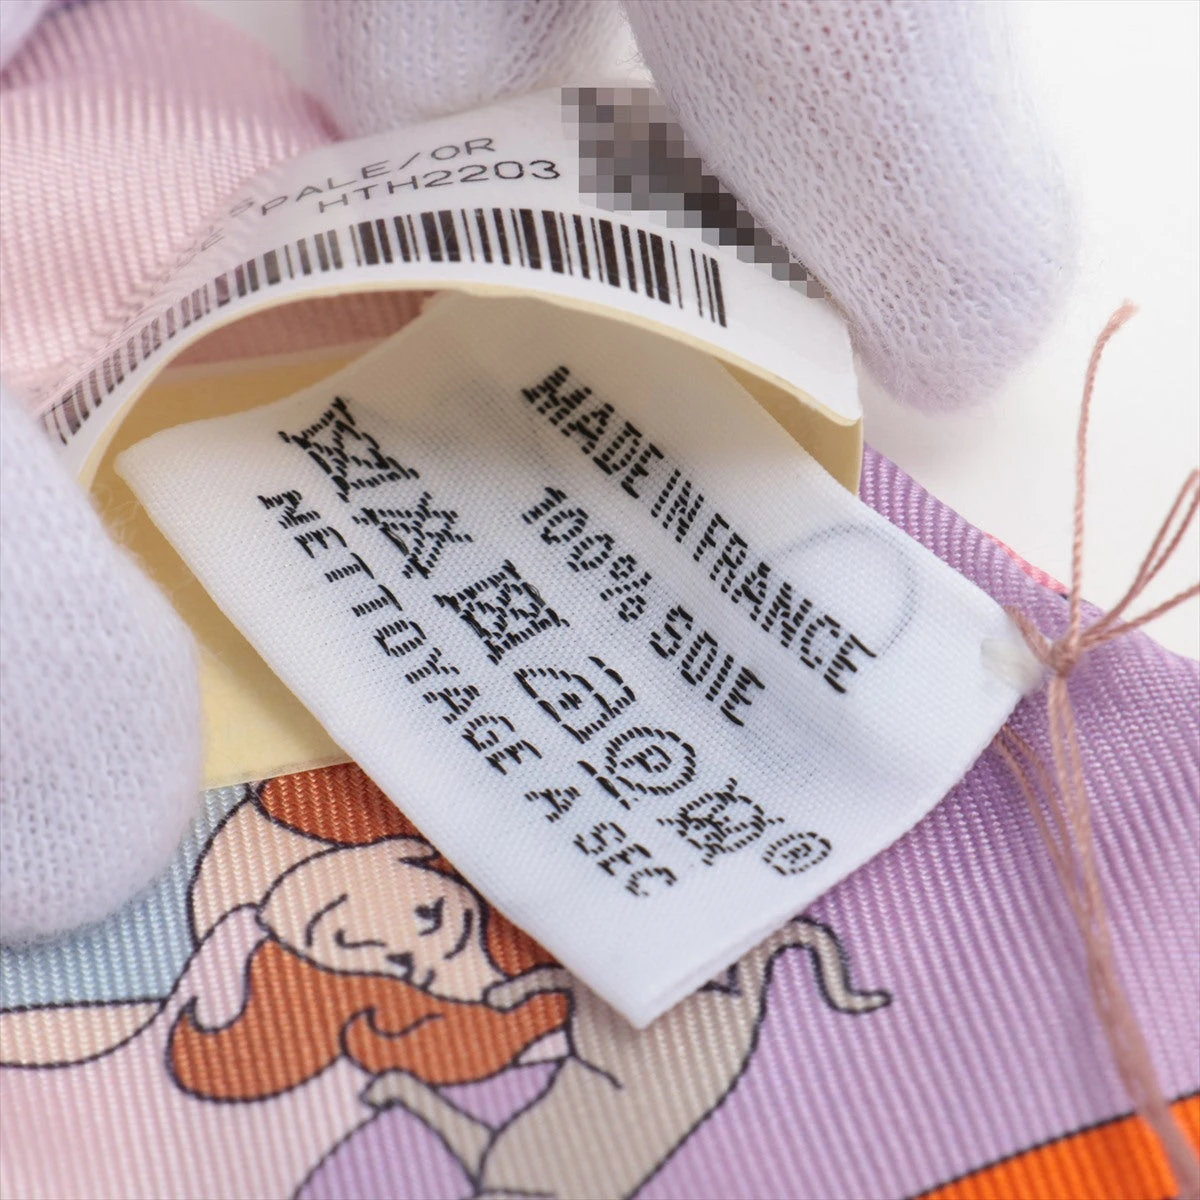 PALE/OR
HTH2203
MADE IN FRANCE
100% SOIE
NETTOYAGE A SEC